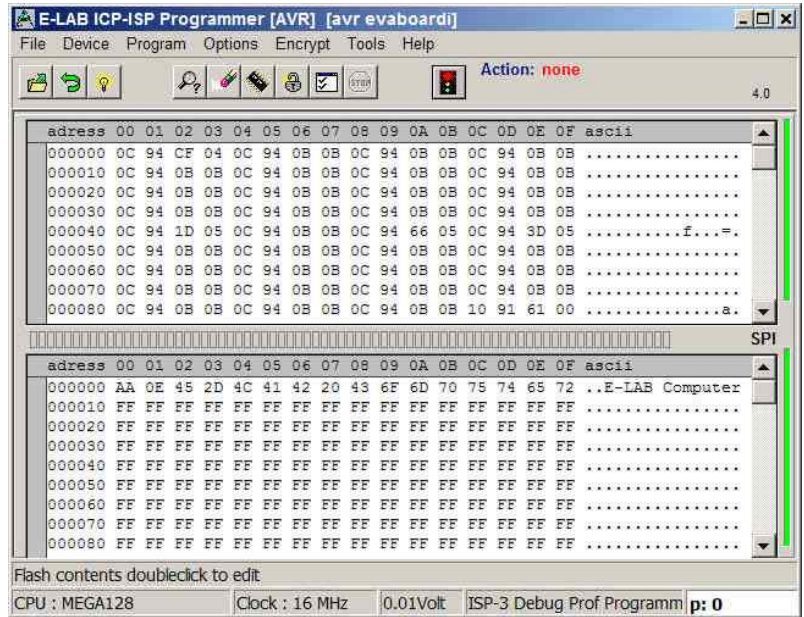 E-LAB ICP-ISP Programmer [AVR] [avr evaboardi]
File Device Program Options Encrypt Tools Help
STOP
Action: none
4.0
adress 00 01 02 03 04 05 06 07 08 09 0A 0B 0C 0D 0E 0F ascii
000000 0C 94 CF 04 0C 94 0B 0B 0C 94 0B 0B 0C 94 0B 0B ................
000010 0C 94 0B 0B 0C 94 0B 0B 0C 94 0B 0B 0C 94 0B 0B ................
000020 0C 94 0B 0B 0C 94 0B 0B 0C 94 0B 0B 0C 94 0B 0B ................
000030 0C 94 0B 0B 0C 94 0B 0B 0C 94 0B 0B 0C 94 0B 0B ................
000040 0C 94 1D 05 0C 94 0B 0B 0C 94 66 05 0C 94 3D 05 ..........f...=.
000050 0C 94 0B 0B 0C 94 0B 0B 0C 94 0B 0B 0C 94 0B 0B ................
000060 0C 94 0B 0B 0C 94 0B 0B 0C 94 0B 0B 0C 94 0B 0B ................
000070 0C 94 0B 0B 0C 94 0B 0B 0C 94 0B 0B 0C 94 0B 0B ................
000080 0C 94 0B 0B 0C 94 0B 0B 0C 94 0B 0B 10 91 61 00 ..............a.
SPI
adress 00 01 02 03 04 05 06 07 08 09 0A 0B 0C 0D 0E 0F ascii
000000 AA 0E 45 2D 4C 41 42 20 43 6F 6D 70 75 74 65 72 ..E-LAB Computer
000010 FF FF FF FF FF FF FF FF FF FF FF FF FF FF FF FF ................
000020 FF FF FF FF FF FF FF FF FF FF FF FF FF FF FF FF ................
000030 FF FF FF FF FF FF FF FF FF FF FF FF FF FF FF FF ................
000040 FF FF FF FF FF FF FF FF FF FF FF FF FF FF FF FF ................
000050 FF FF FF FF FF FF FF FF FF FF FF FF FF FF FF FF ................
000060 FF FF FF FF FF FF FF FF FF FF FF FF FF FF FF FF ................
000070 FF FF FF FF FF FF FF FF FF FF FF FF FF FF FF FF ................
000080 FF FF FF FF FF FF FF FF FF FF FF FF FF FF FF FF ................
Flash contents doubleclick to edit
CPU : MEGA128 Clock : 16 MHz 0.01Volt ISP-3 Debug Prof Programm p: 0